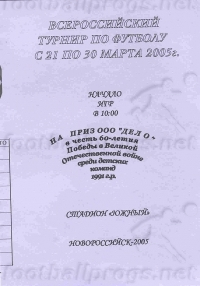 ВСЕРОССИЙСКИЙ
ТУРНИР ПО ФУТБОЛУ
С 21 ПО 30 МАРТА 2005г.
НАЧАЛО
ИГР
В 10:00
НА ПРИЗ ООО "ДЕЛО"
в честь 60-летия
Победы в Великой
Отечественной войне
среди детских
команд
1991 г.р.
СТАДИОН "ЮЖНЫЙ"
НОВОРОССИЙСК-2005